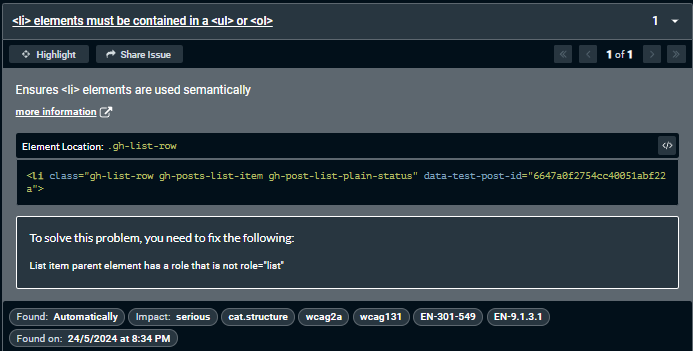 <li> elements must be contained in a <ul> or <ol> 1
Highlight Share Issue 1 of 1
Ensures <li> elements are used semantically
more information
Element Location: .gh-list-row </>
<li class="gh-list-row gh-posts-list-item gh-post-list-plain-status" data-test-post-id="6647a0f2754cc40051abf22
a">
To solve this problem, you need to fix the following:
List item parent element has a role that is not role="list"
Found: Automatically Impact: serious cat.structure wcag2a wcag131 EN-301-549 EN-9.1.3.1
Found on: 24/5/2024 at 8:34 PM